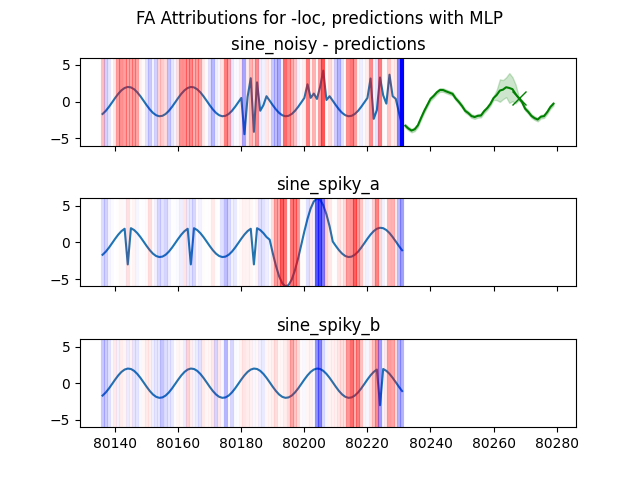 FA Attributions for -loc, predictions with MLP
sine_noisy - predictions
5
0
−5
sine_spiky_a
5
0
−5
sine_spiky_b
5
0
−5
80140 80160 80180 80200 80220 80240 80260 80280